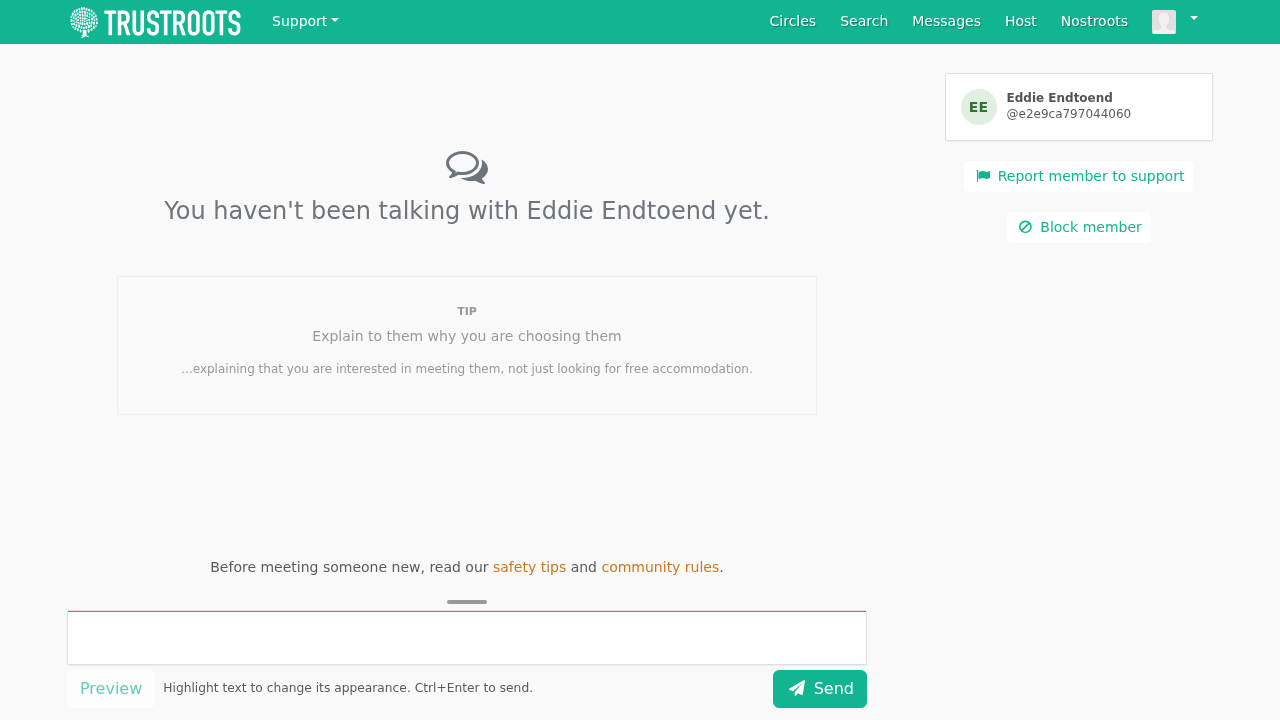 TRUSTROOTS
Support
Circles
Search
Messages
Host
Nostroots
EE
Eddie Endtoend
@e2e9ca797044060
Report member to support
Block member
You haven't been talking with Eddie Endtoend yet.
TIP
Explain to them why you are choosing them
...explaining that you are interested in meeting them, not just looking for free accommodation.
Before meeting someone new, read our safety tips and community rules.
Preview
Highlight text to change its appearance. Ctrl+Enter to send.
Send